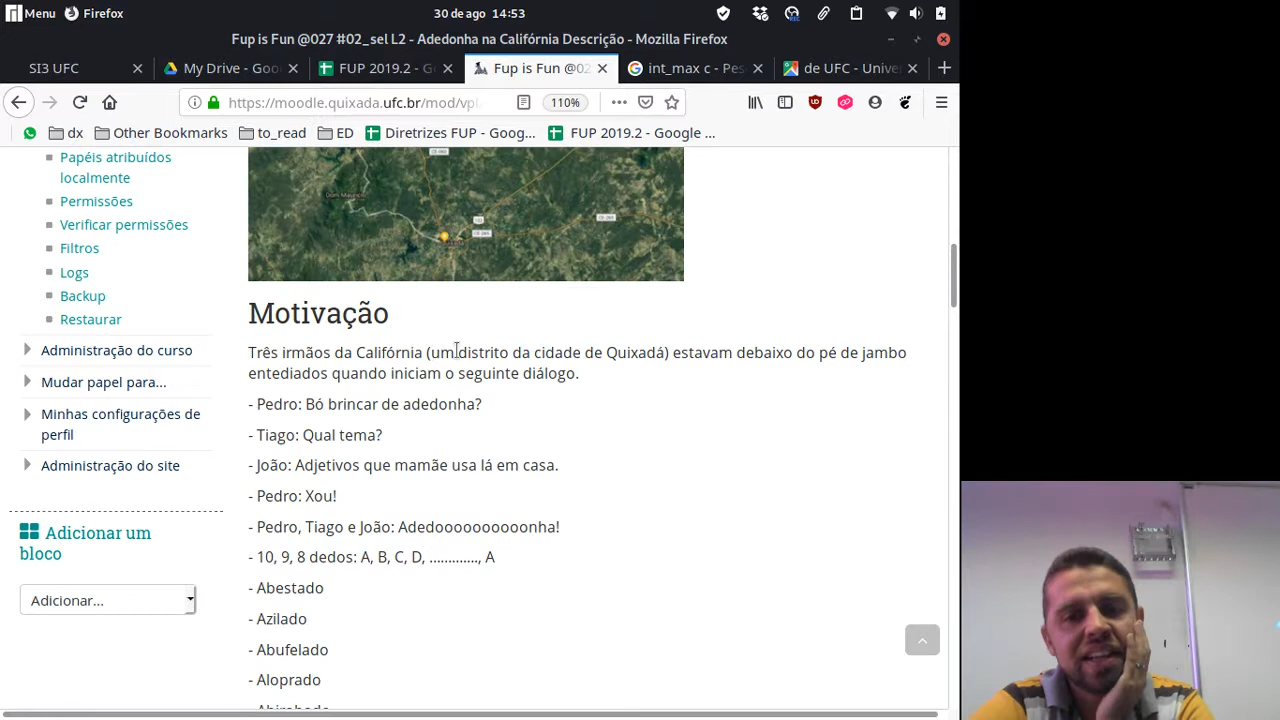 Menu Firefox 30 de ago 14:53
Fup is Fun @027 #02_sel L2 - Adedonha na Califórnia Descrição - Mozilla Firefox
SI3 UFC My Drive - Goo FUP 2019.2 - G Fup is Fun @02 int_max c - Pes de UFC - Unive
https://moodle.quixada.ufc.br/mod/vpl 110%
dx Other Bookmarks to_read ED Diretrizes FUP - Goog... FUP 2019.2 - Google ...
Papéis atribuídos
localmente
Permissões
Verificar permissões
Filtros
Logs
Backup
Restaurar
Administração do curso
Mudar papel para...
Minhas configurações de
perfil
Administração do site
Adicionar um
bloco
Adicionar...
Motivação
Três irmãos da Califórnia (um distrito da cidade de Quixadá) estavam debaixo do pé de jambo
entediados quando iniciam o seguinte diálogo.
- Pedro: Bó brincar de adedonha?
- Tiago: Qual tema?
- João: Adjetivos que mamãe usa lá em casa.
- Pedro: Xou!
- Pedro, Tiago e João: Adedoooooooooonha!
- 10, 9, 8 dedos: A, B, C, D, ............., A
- Abestado
- Azilado
- Abufelado
- Aloprado